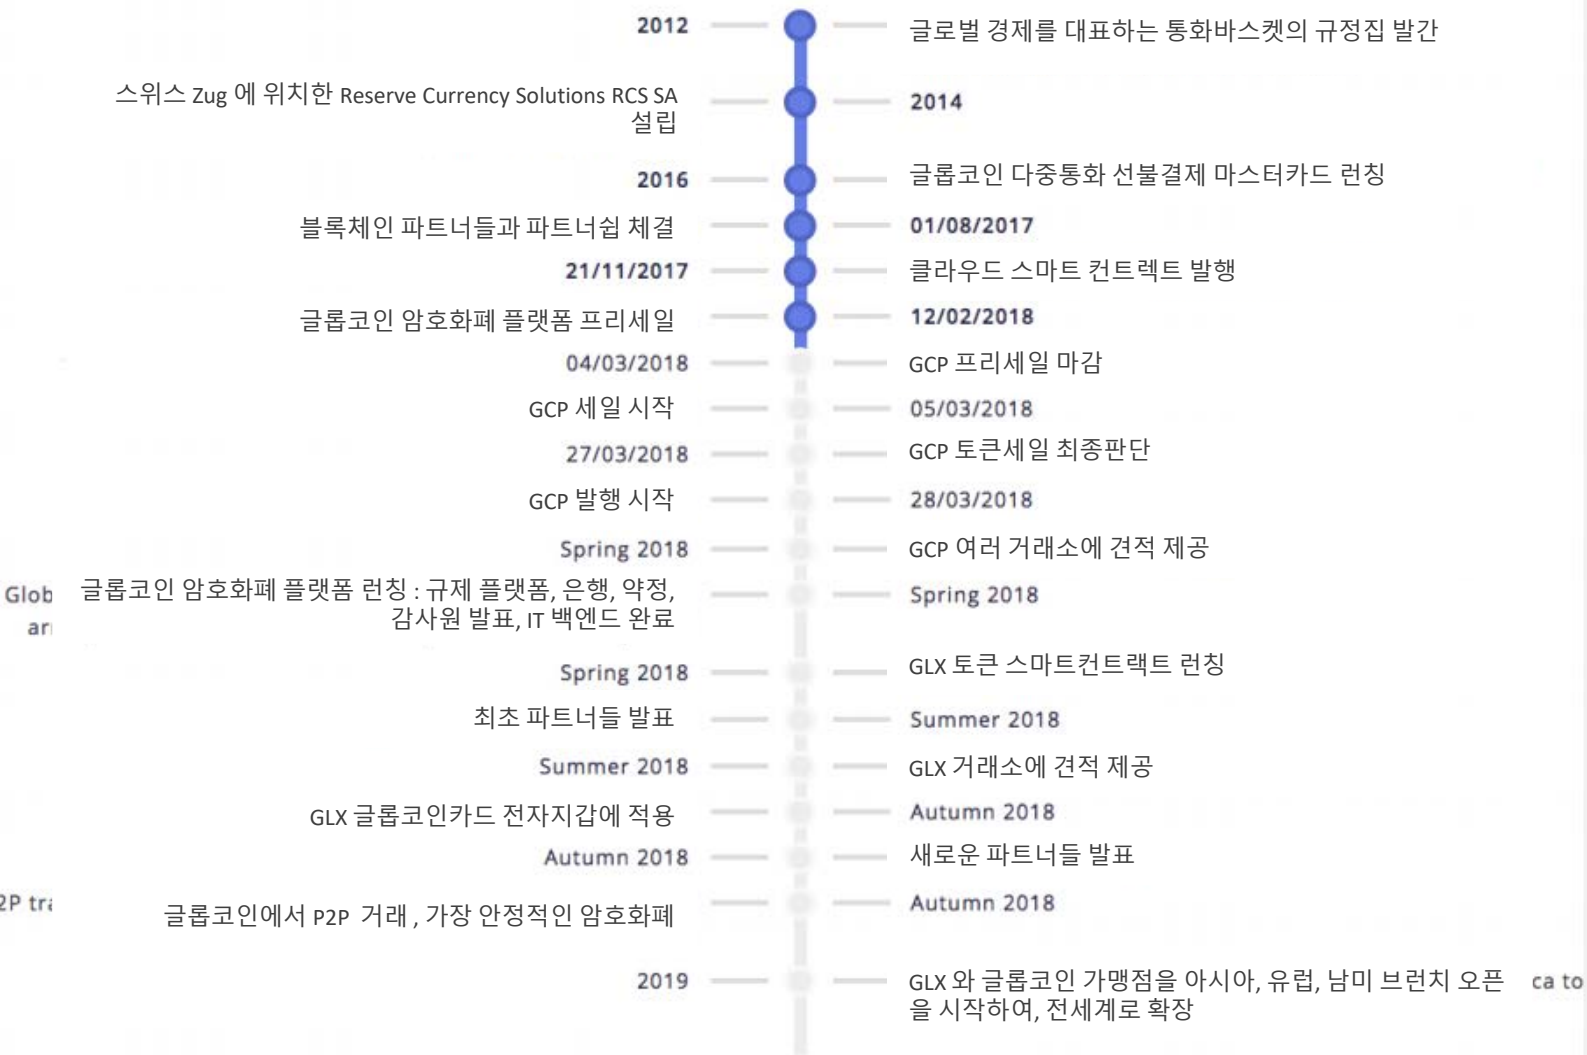 2012
글로벌 경제를 대표하는 통화바스켓의 규정집 발간
스위스 Zug 에 위치한 Reserve Currency Solutions RCS SA
설립
2014
2016
글롭코인 다중통화 선불결제 마스터카드 런칭
블록체인 파트너들과 파트너쉽 체결
01/08/2017
21/11/2017
클라우드 스마트 컨트렉트 발행
글롭코인 암호화폐 플랫폼 프리세일
12/02/2018
04/03/2018
GCP 프리세일 마감
GCP 세일 시작
05/03/2018
27/03/2018
GCP 토큰세일 최종판단
GCP 발행 시작
28/03/2018
Spring 2018
GCP 여러 거래소에 견적 제공
Glob
글롭코인 암호화폐 플랫폼 런칭 : 규제 플랫폼, 은행, 약정,
감사원 발표, IT 백엔드 완료
Spring 2018
Spring 2018
GLX 토큰 스마트컨트랙트 런칭
최초 파트너들 발표
Summer 2018
Summer 2018
GLX 거래소에 견적 제공
GLX 글롭코인카드 전자지갑에 적용
Autumn 2018
Autumn 2018
새로운 파트너들 발표
글롭코인에서 P2P 거래 , 가장 안정적인 암호화폐
Autumn 2018
2019
GLX 와 글롭코인 가맹점을 아시아, 유럽, 남미 브런치 오픈
을 시작하여, 전세계로 확장
ca to